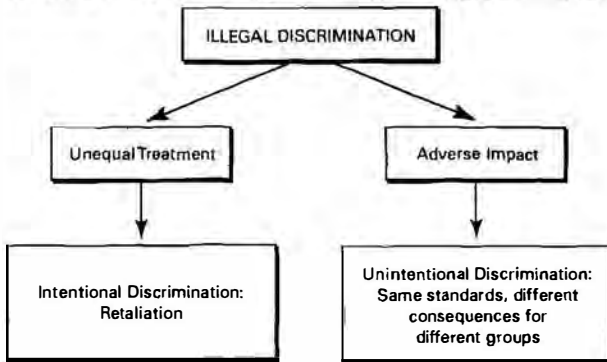 ILLEGAL DISCRIMINATION
Unequal Treatment
Adverse Impact
Intentional Discrimination:
Retaliation
Unintentional Discrimination:
Same standards, different
consequences for
different groups